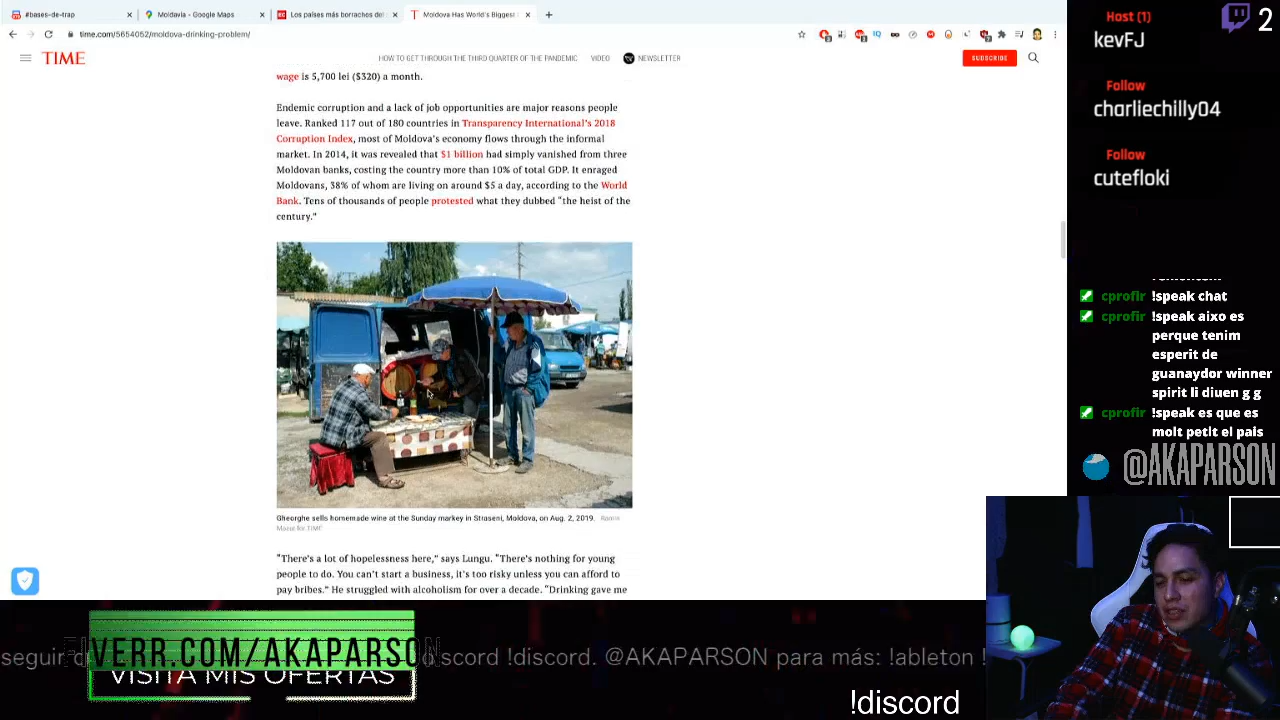 #bases-de-trap
Moldavia - Google Maps
Los países más borrachos del
Moldova Has World's Biggest
time.com/5654052/moldova-drinking-problem/
TIME
HOW TO GET THROUGH THE THIRD QUARTER OF THE PANDEMIC
VIDEO
NEWSLETTER
SUBSCRIBE
wage is 5,700 lei ($320) a month.
Endemic corruption and a lack of job opportunities are major reasons people
leave. Ranked 117 out of 180 countries in Transparency International's 2018
Corruption Index, most of Moldova's economy flows through the informal
market. In 2014, it was revealed that $1 billion had simply vanished from three
Moldovan banks, costing the country more than 10% of total GDP. It enraged
Moldovans, 38% of whom are living on around $5 a day, according to the World
Bank. Tens of thousands of people protested what they dubbed "the heist of the
century."
Gheorghe sells homemade wine at the Sunday markey in Straseni, Moldova, on Aug. 2, 2019.
for TIME
"There's a lot of hopelessness here," says Lungu. "There's nothing for young
people to do. You can't start a business, it's too risky unless you can afford to
pay bribes." He struggled with alcoholism for over a decade. "Drinking gave me
Host (1)
kevFJ
2
Follow
charliechilly04
Follow
cutefloki
cprofir !speak chat
cprofir !speak aixo es
perque tenim
esperit de
guanaydor winner
spirit li diuen g g
cprofir !speak es que es
molt petit el pais
@AKAPARSON
FIVERR.COM/AKAPARSON
VISITA MIS OFERTAS
seguir
discord !discord. @AKAPARSON para más: !ableton !
!discord